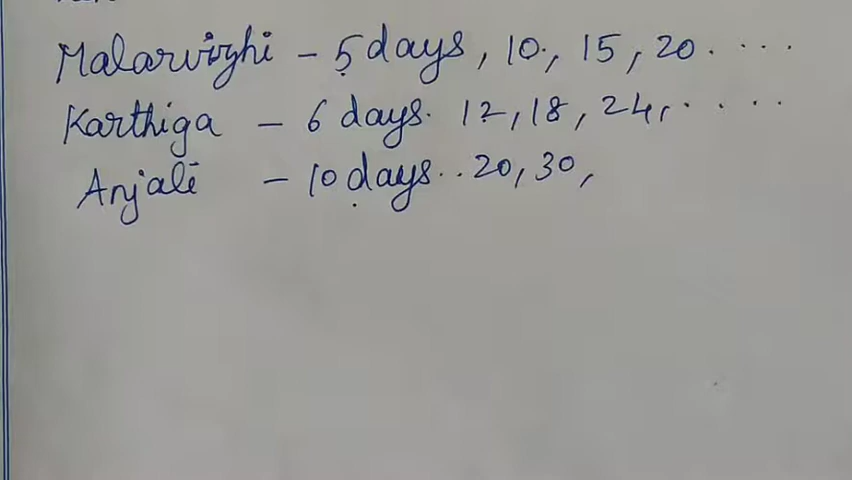 Malarvizhi - 5 days, 10, 15, 20.....
Karthiga - 6 days. 12, 18, 24,.....
Anjali - 10 days.. 20, 30,